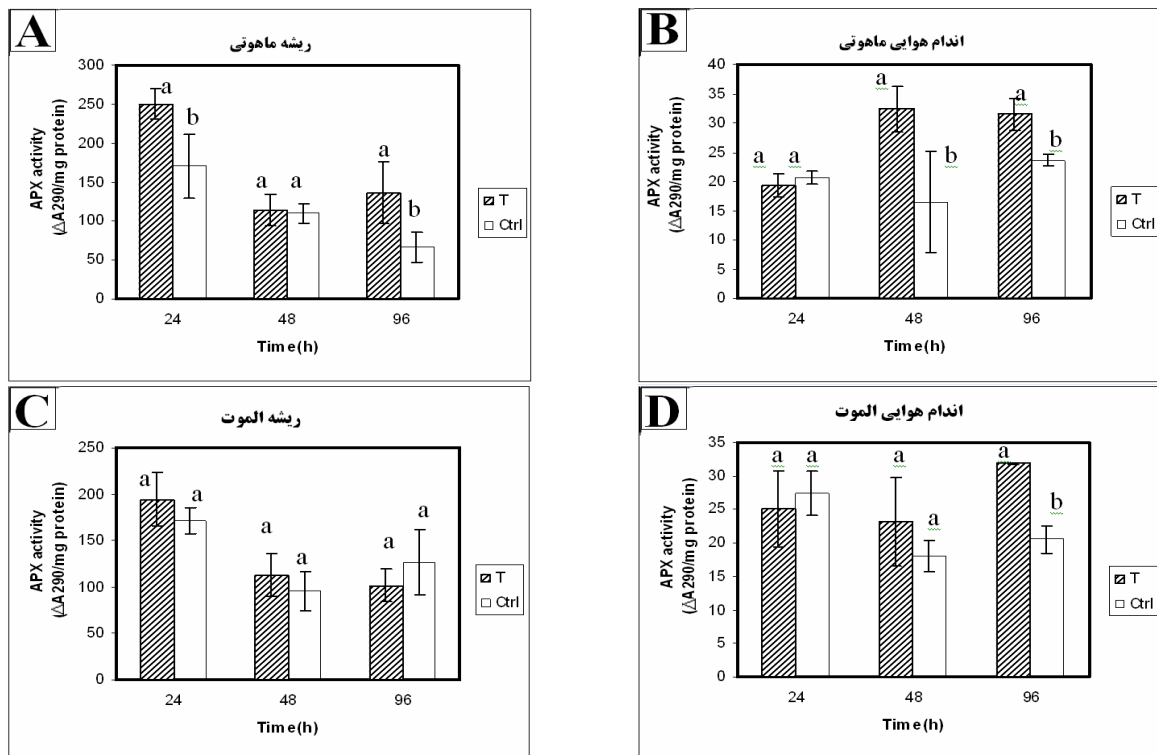 A
ریشه ماهوتی
APX activity
(△A290/mg protein)
300
250
200
150
100
50
0
a
b
a
a
a
b
24
48
96
Time(h)
T
Ctrl
B
اندام هوایی ماهوتی
APX activity
(△A290/mg protein)
40
35
30
25
20
15
10
5
0
a
a
a
b
a
b
24
48
96
Time(h)
T
Ctrl
C
ریشه الموت
APX activity
(△A290/mg protein)
250
200
150
100
50
0
a
a
a
a
a
a
24
48
96
Time(h)
T
Ctrl
D
اندام هوایی الموت
APX activity
(△A290/mg protein)
35
30
25
20
15
10
5
0
a
a
a
a
a
b
24
48
96
Time(h)
T
Ctrl